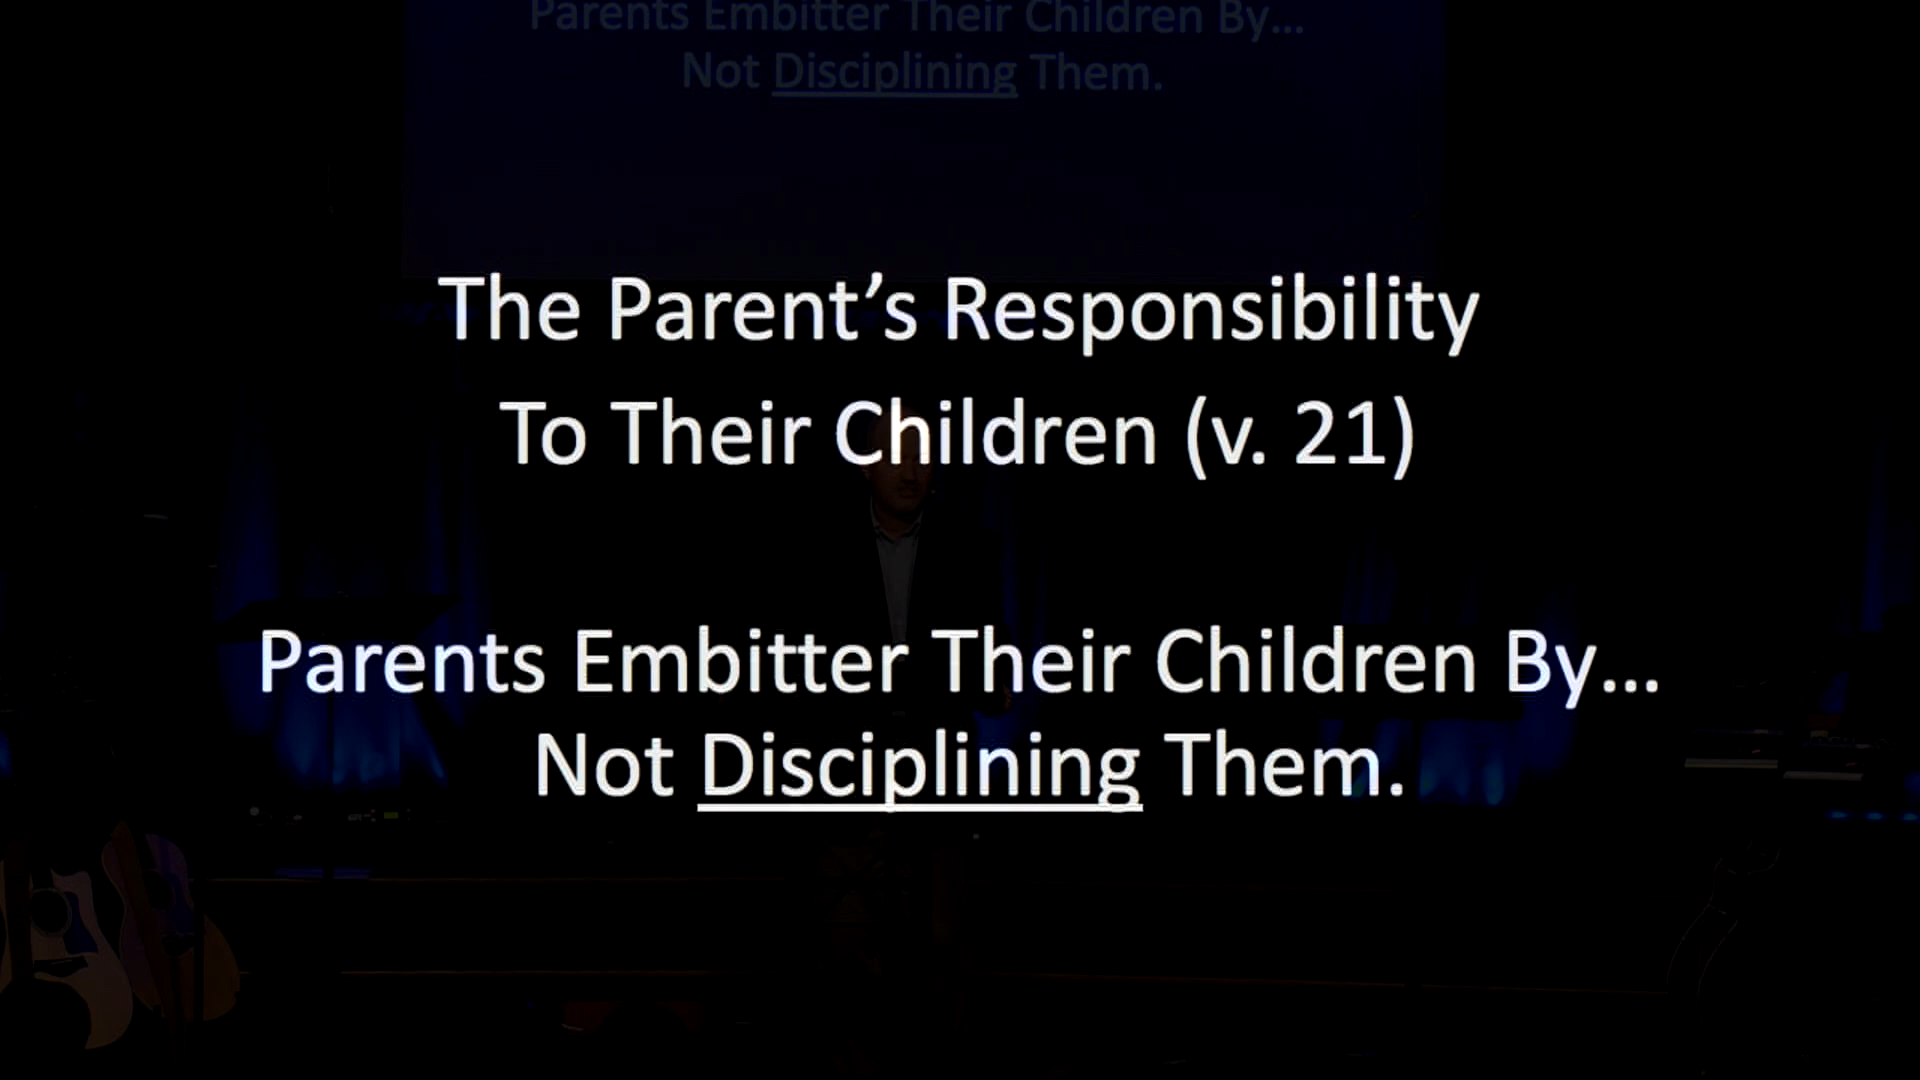 Parents Embitter Their Children By...
Not Disciplining Them.
The Parent’s Responsibility
To Their Children (v. 21)
Parents Embitter Their Children By...
Not Disciplining Them.